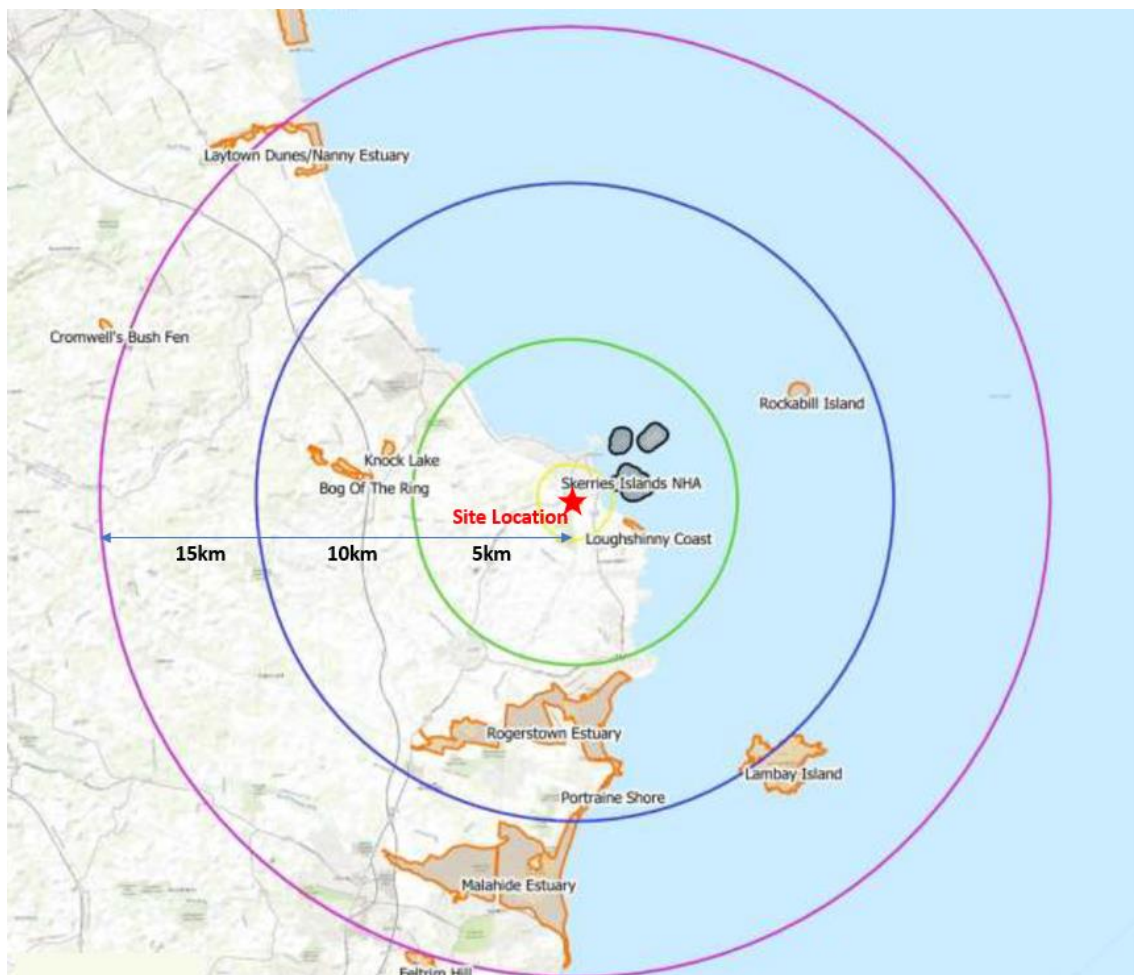 Laytown Dunes/Nanny Estuary
Cromwell's Bush Fen
Rockabill Island
Knock Lake
Skerries Islands NHA
Bog Of The Ring
Site Location
Loughshinny Coast
15km
10km
5km
Rogerstown Estuary
Lambay Island
Portraine Shore
Malahide Estuary
Feltrim Hill